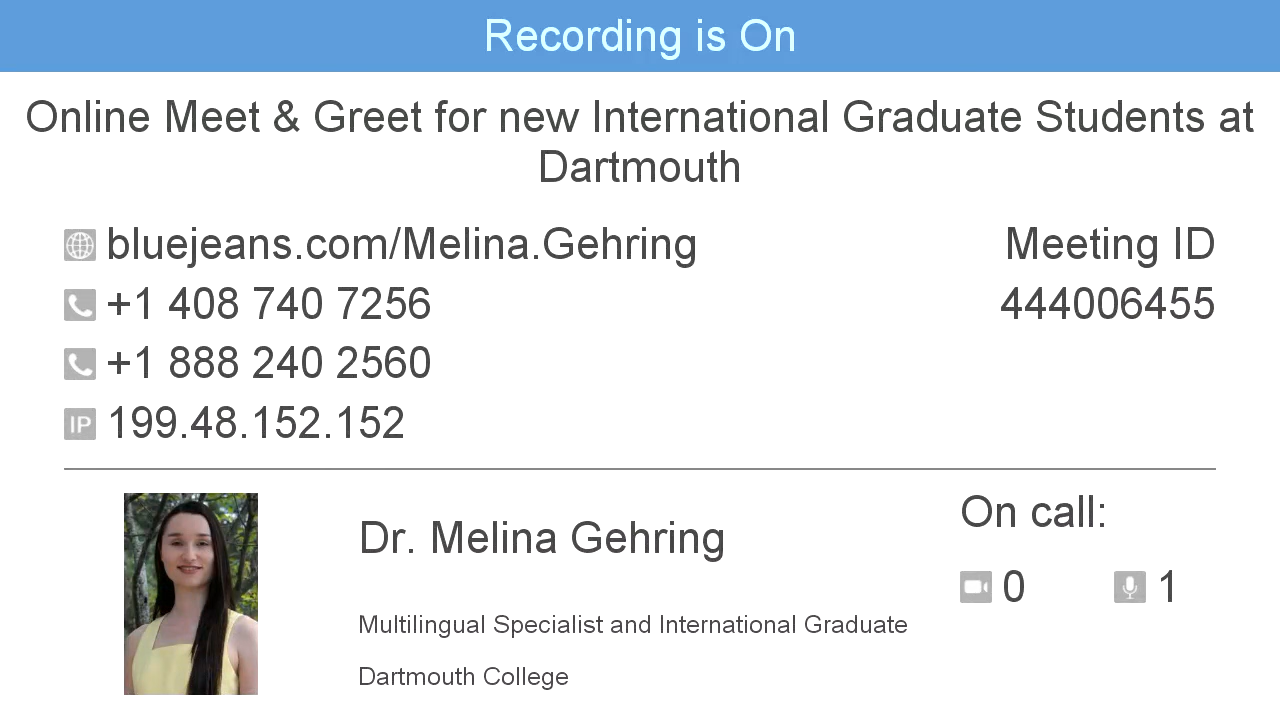 Recording is On
Online Meet & Greet for new International Graduate Students at
Dartmouth
bluejeans.com/Melina.Gehring
Meeting ID
+1 408 740 7256
444006455
+1 888 240 2560
IP 199.48.152.152
On call:
Dr. Melina Gehring
0 1
Multilingual Specialist and International Graduate
Dartmouth College